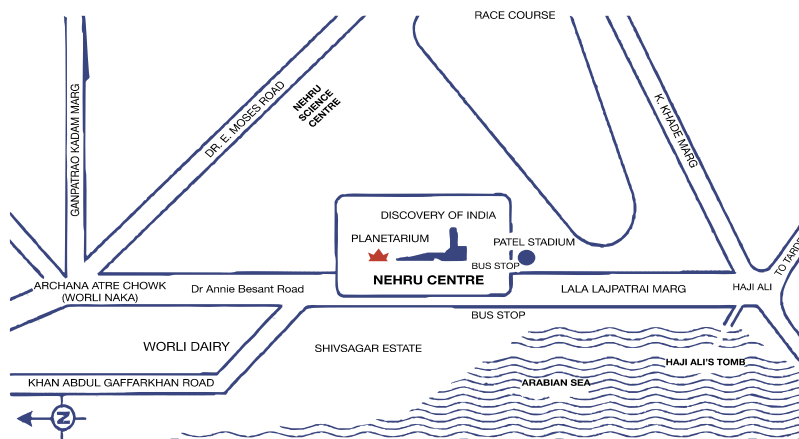 RACE COURSE
GANPATRAO KADAM MARG
DR. E. MOSES ROAD
NEHRU
SCIENCE
CENTRE
K. KHADE MARG
DISCOVERY OF INDIA
PLANETARIUM
PATEL STADIUM
BUS STOP
NEHRU CENTRE
TO TARD
ARCHANA ATRE CHOWK
(WORLI NAKA)
Dr Annie Besant Road
LALA LAJPATRAI MARG
HAJI ALI
BUS STOP
WORLI DAIRY
SHIVSAGAR ESTATE
HAJI ALI'S TOMB
KHAN ABDUL GAFFARKHAN ROAD
ARABIAN SEA
N